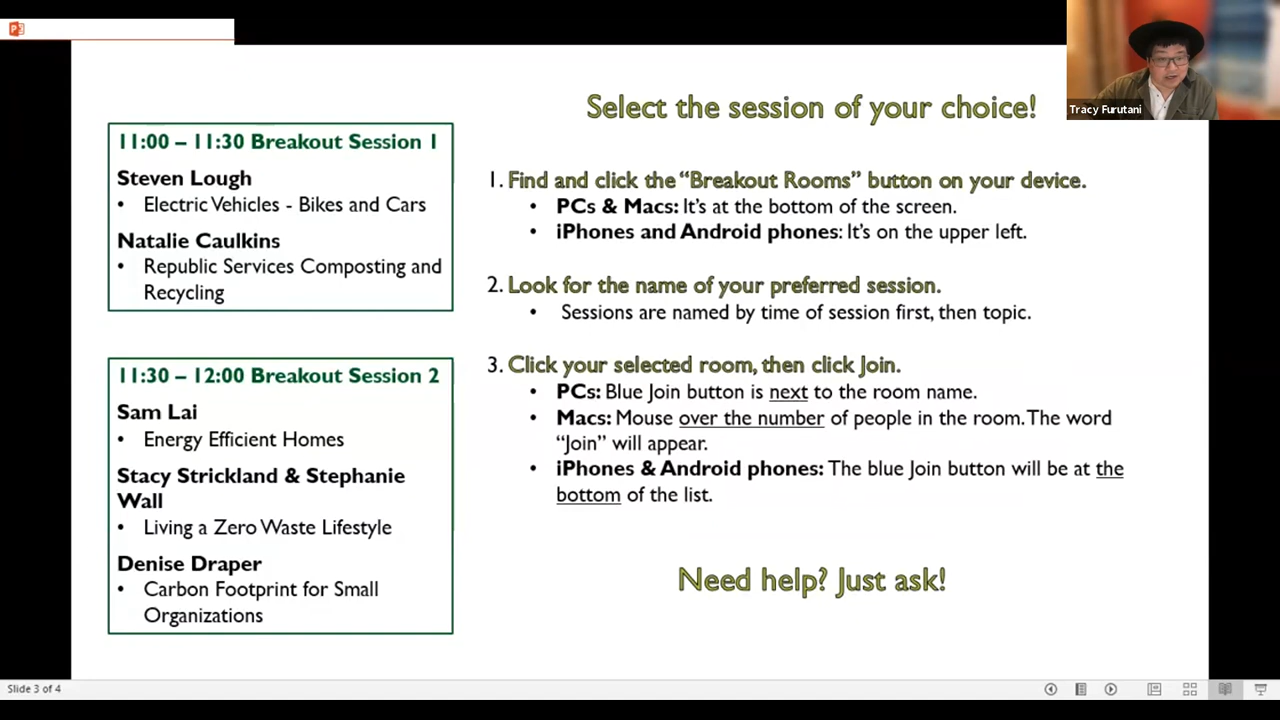 Tracy Furutani
11:00 – 11:30 Breakout Session 1
Steven Lough
• Electric Vehicles - Bikes and Cars
Natalie Caulkins
• Republic Services Composting and
Recycling
11:30 – 12:00 Breakout Session 2
Sam Lai
• Energy Efficient Homes
Stacy Strickland & Stephanie
Wall
• Living a Zero Waste Lifestyle
Denise Draper
• Carbon Footprint for Small
Organizations
Select the session of your choice!
1. Find and click the “Breakout Rooms” button on your device.
• PCs & Macs: It’s at the bottom of the screen.
• iPhones and Android phones: It’s on the upper left.
2. Look for the name of your preferred session.
• Sessions are named by time of session first, then topic.
3. Click your selected room, then click Join.
• PCs: Blue Join button is next to the room name.
• Macs: Mouse over the number of people in the room. The word
“Join” will appear.
• iPhones & Android phones: The blue Join button will be at the
bottom of the list.
Need help? Just ask!
Slide 3 of 4